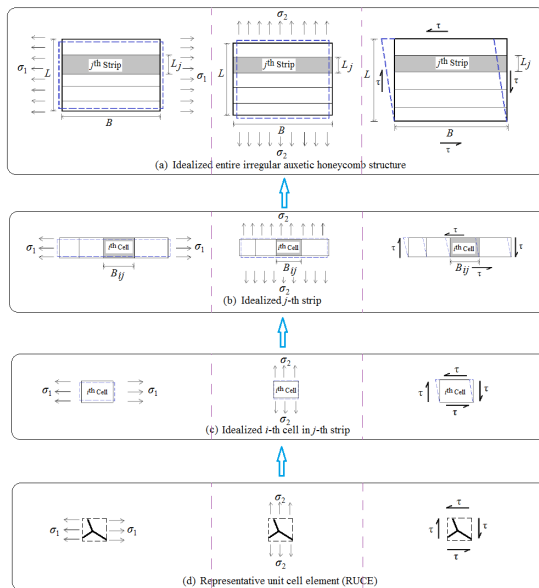 σ2
τ
σ1
L
jth Strip
Lj
σ1
B
L
jth Strip
Lj
B
σ2
L
τ
jth Strip
Lj
τ
B
τ
(a) Idealized entire irregular auxetic honeycomb structure
σ2
τ
σ1
ith Cell
σ1
Bij
ith Cell
Bij
σ2
τ
ith Cell
τ
Bij
τ
(b) Idealized j-th strip
σ2
τ
σ1
ith Cell
σ1
ith Cell
σ2
τ
ith Cell
τ
τ
(c) Idealized i-th cell in j-th strip
σ2
τ
σ1
σ1
τ
τ
σ2
τ
(d) Representative unit cell element (RUCE)